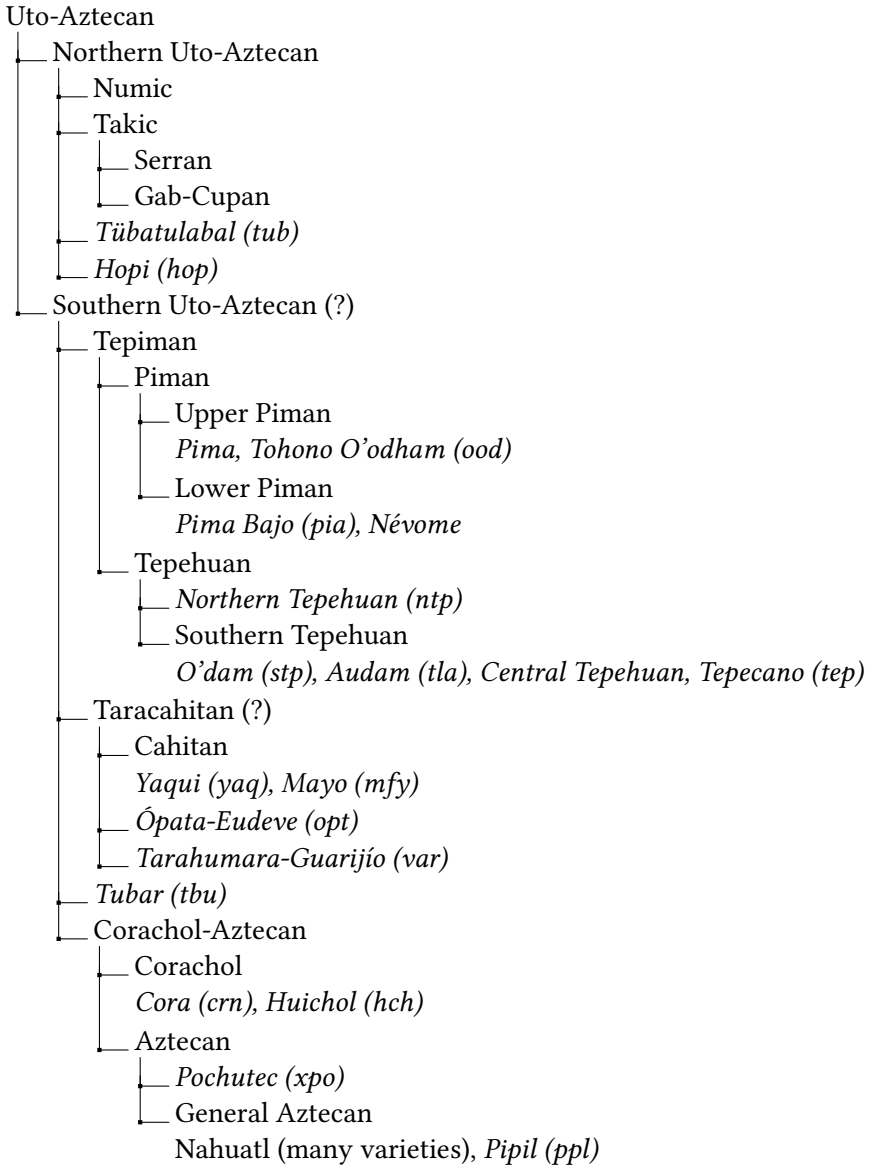 Uto-Aztecan
Northern Uto-Aztecan
Numic
Takic
Serran
Gab-Cupan
Tübatulabal (tub)
Hopi (hop)
Southern Uto-Aztecan (?)
Tepiman
Piman
Upper Piman
Pima, Tohono O’odham (ood)
Lower Piman
Pima Bajo (pia), Névome
Tepehuan
Northern Tepehuan (ntp)
Southern Tepehuan
O’dam (stp), Audam (tla), Central Tepehuan, Tepecano (tep)
Taracahitan (?)
Cahitan
Yaqui (yaq), Mayo (mfy)
Ópata-Eudeve (opt)
Tarahumara-Guarijío (var)
Tubar (tbu)
Corachol-Aztecan
Corachol
Cora (crn), Huichol (hch)
Aztecan
Pochutec (xpo)
General Aztecan
Nahuatl (many varieties), Pipil (ppl)